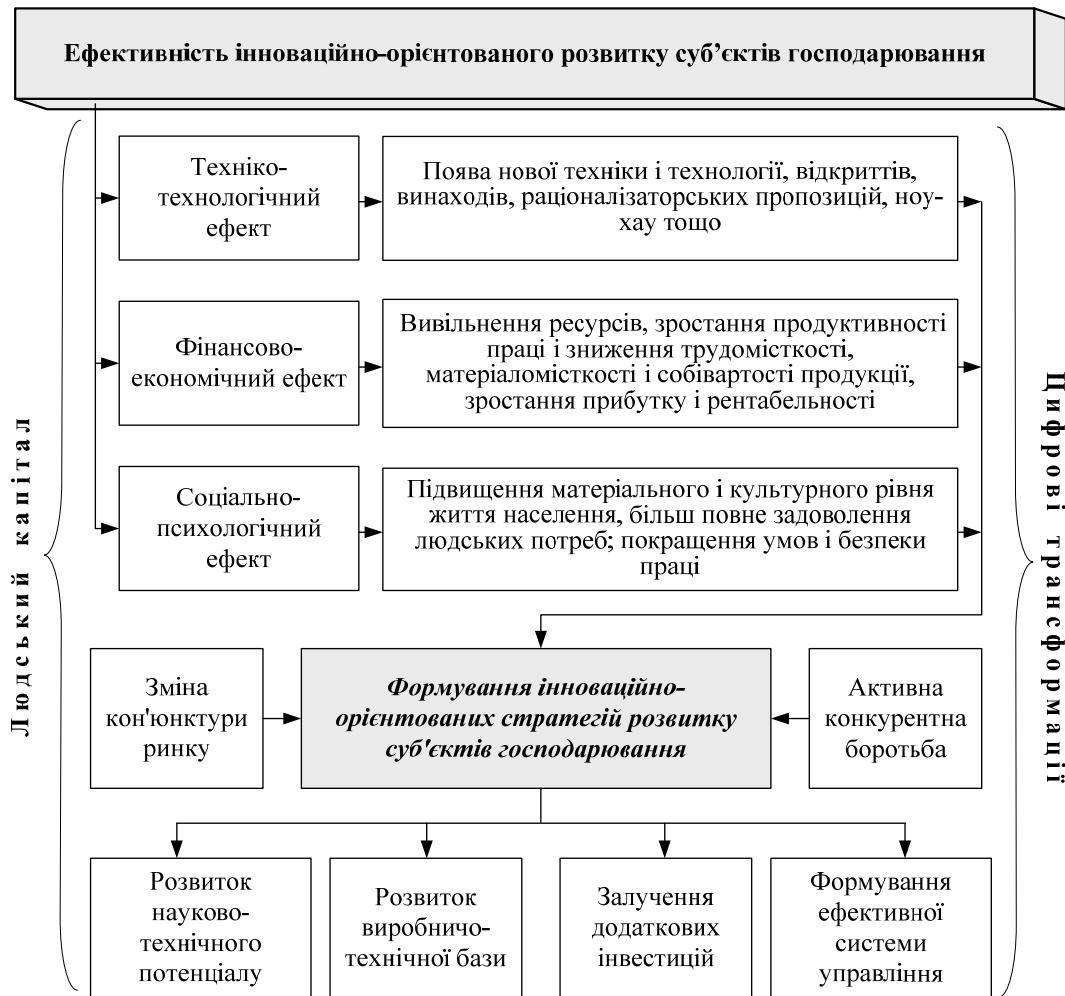 Ефективність інноваційно-орієнтованого розвитку суб’єктів господарювання
Техніко-
технологічний
ефект
Поява нової техніки і технології, відкриттів,
винаходів, раціоналізаторських пропозицій, ноу-
хау тощо
Фінансово-
економічний ефект
Вивільнення ресурсів, зростання продуктивності
праці і зниження трудомісткості,
матеріаломісткості і собівартості продукції,
зростання прибутку і рентабельності
Соціально-
психологічний
ефект
Підвищення матеріального і культурного рівня
життя населення, більш повне задоволення
людських потреб; покращення умов і безпеки
праці
Людський капітал
Цифрові трансформації
Зміна
кон'юнктури
ринку
Формування інноваційно-
орієнтованих стратегій розвитку
суб'єктів господарювання
Активна
конкурентна
боротьба
Розвиток
науково-
технічного
потенціалу
Розвиток
виробничо-
технічної бази
Залучення
додаткових
інвестицій
Формування
ефективної
системи
управління